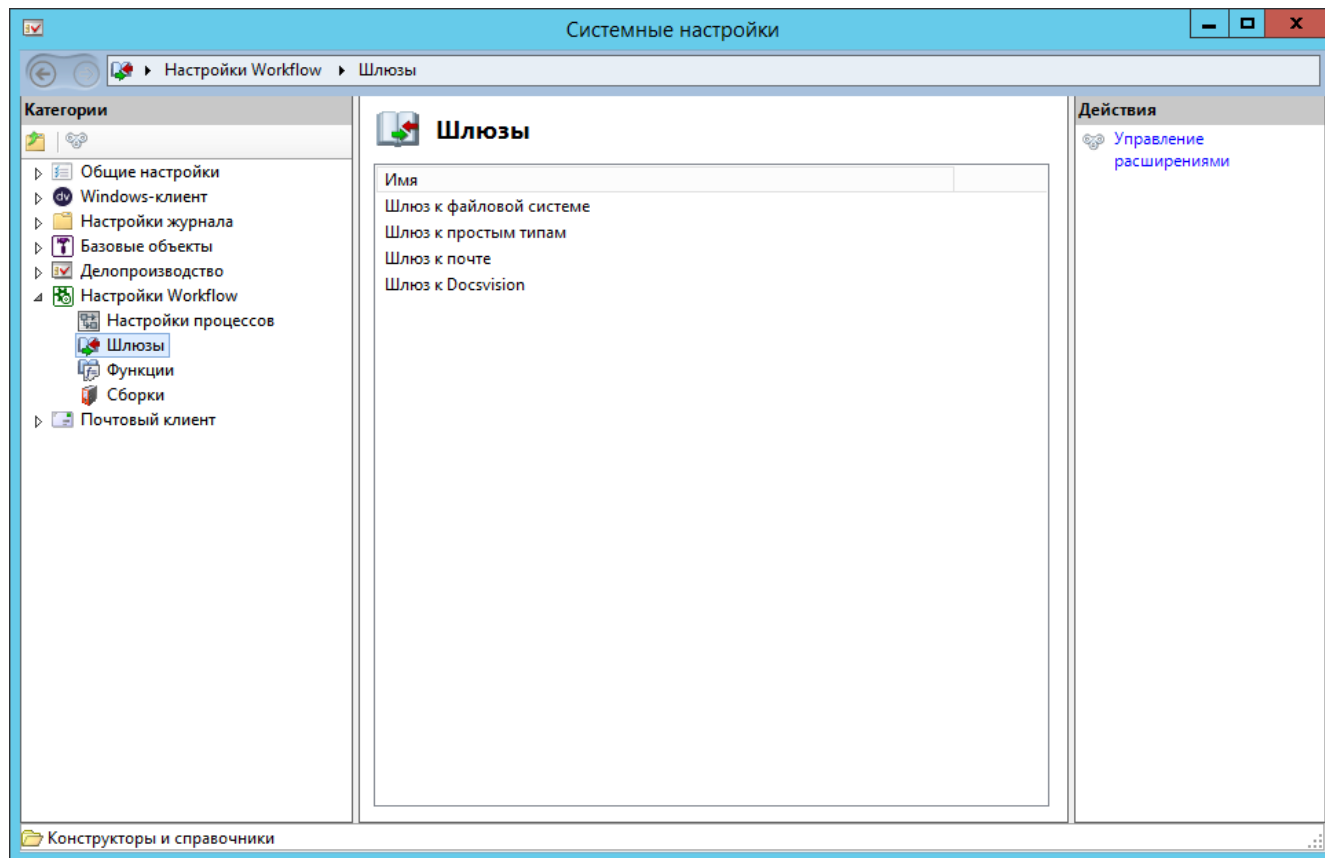 Системные настройки
Настройки Workflow
Шлюзы
Категории
Общие настройки
Windows-клиент
Настройки журнала
Базовые объекты
Делопроизводство
Настройки Workflow
Настройки процессов
Шлюзы
Функции
Сборки
Почтовый клиент
Шлюзы
Имя
Шлюз к файловой системе
Шлюз к простым типам
Шлюз к почте
Шлюз к Docsvision
Действия
Управление
расширениями
Конструкторы и справочники